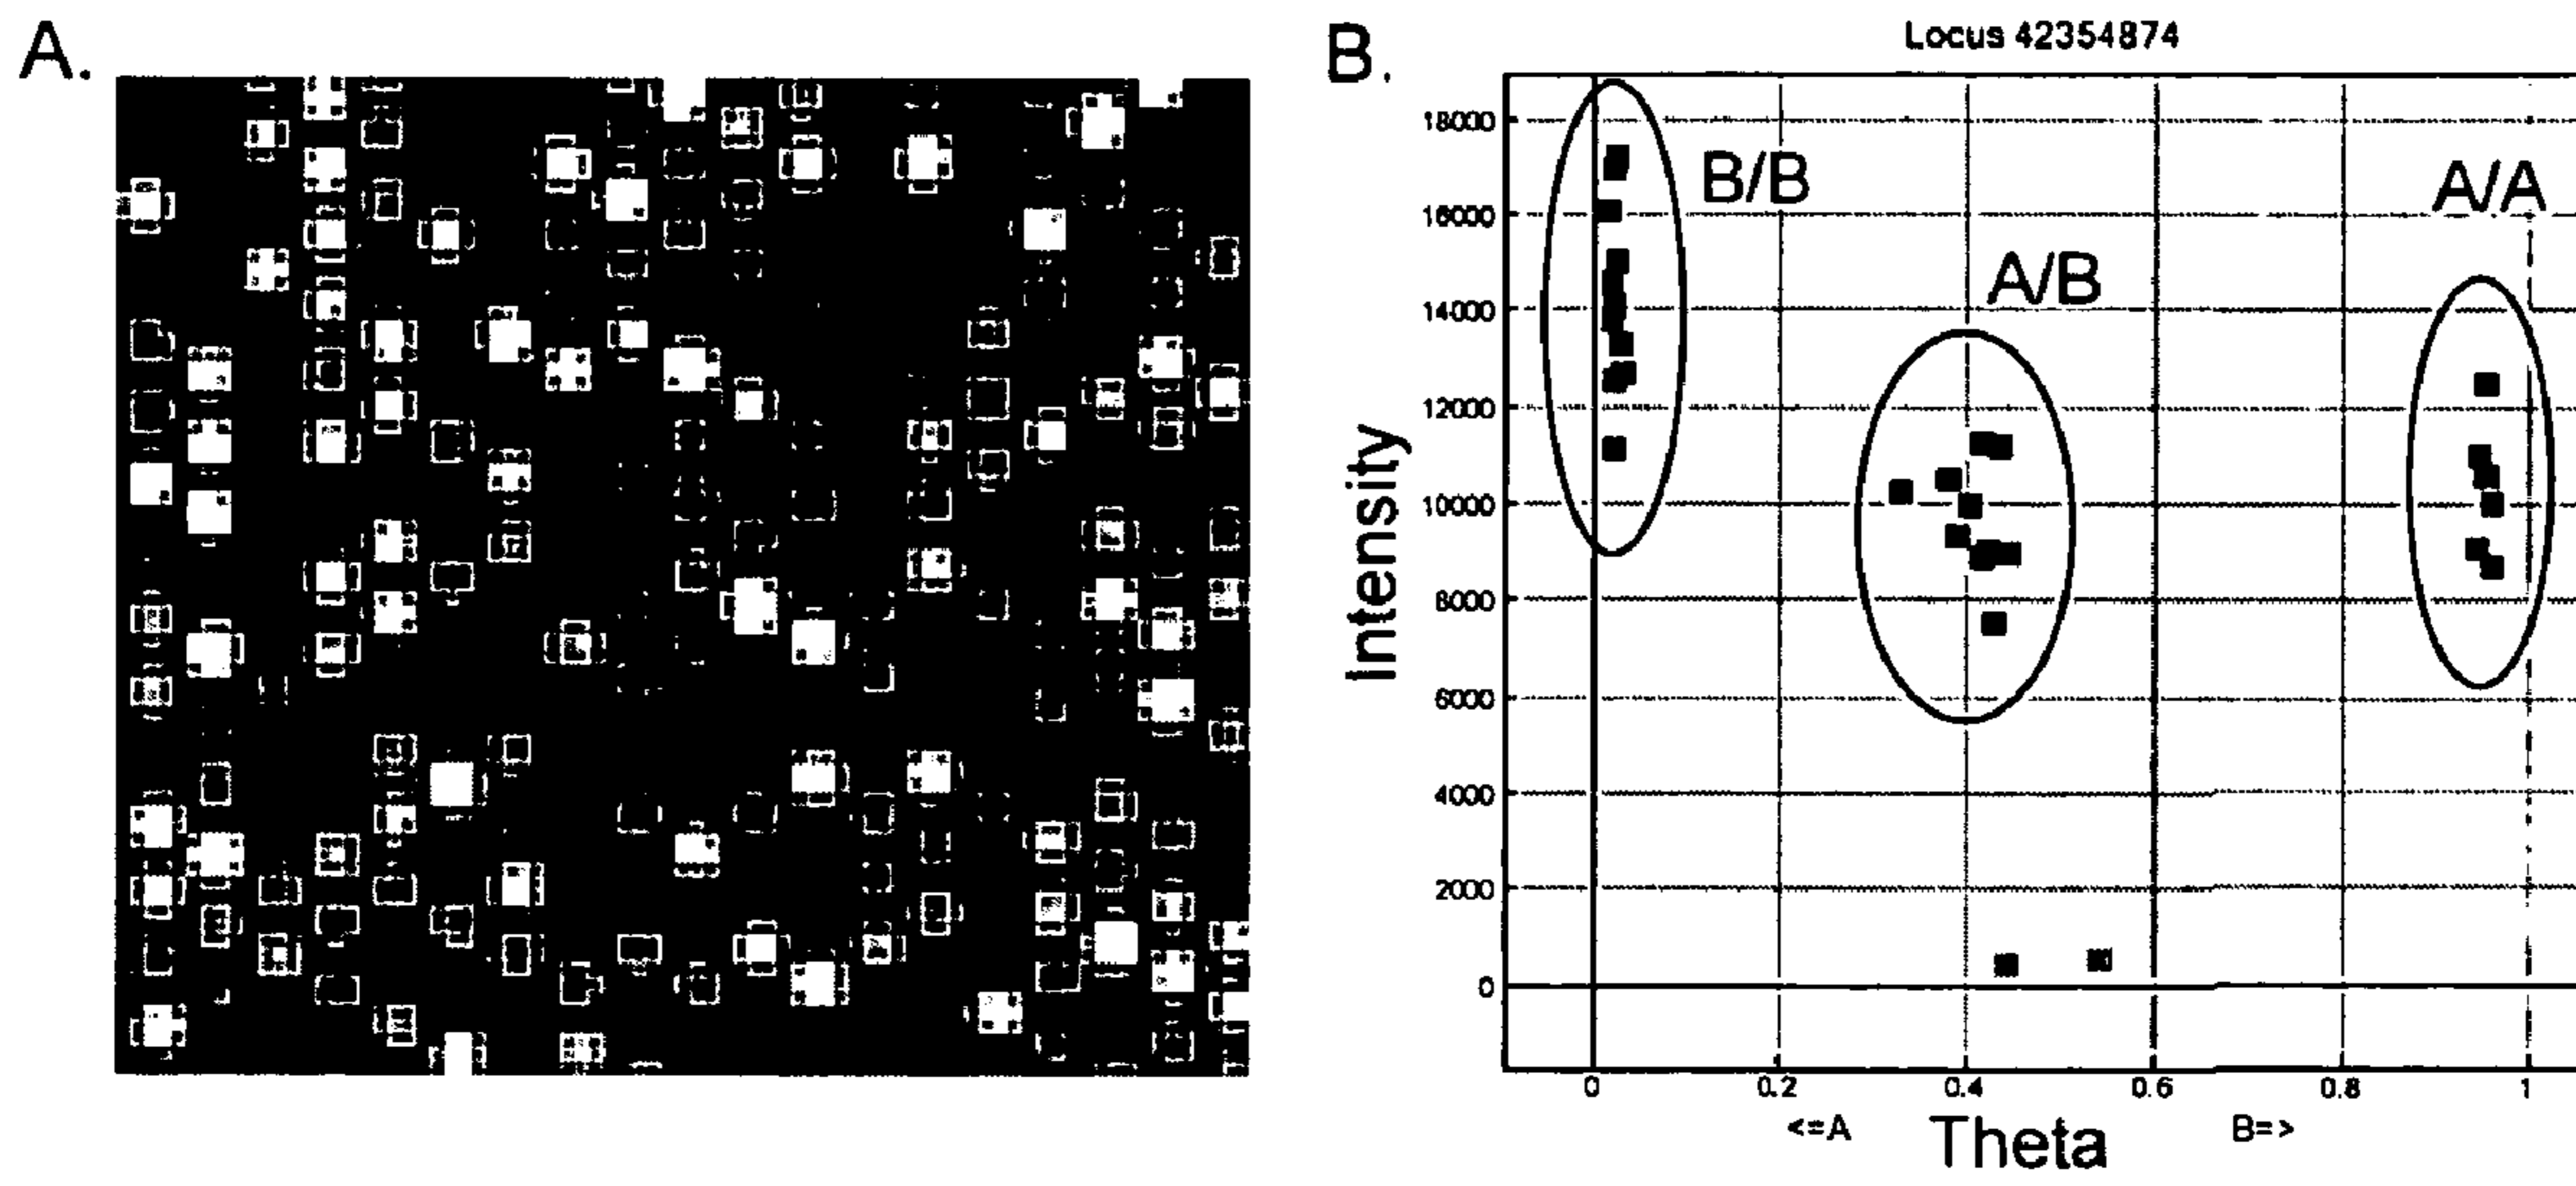 A.
B.
Locus 42354874
18000
16000
14000
12000
10000
8000
6000
4000
2000
0
Intensity
B/B
A/B
A/A
0 0.2 0.4 0.6 0.8 1
<=A Theta B=>